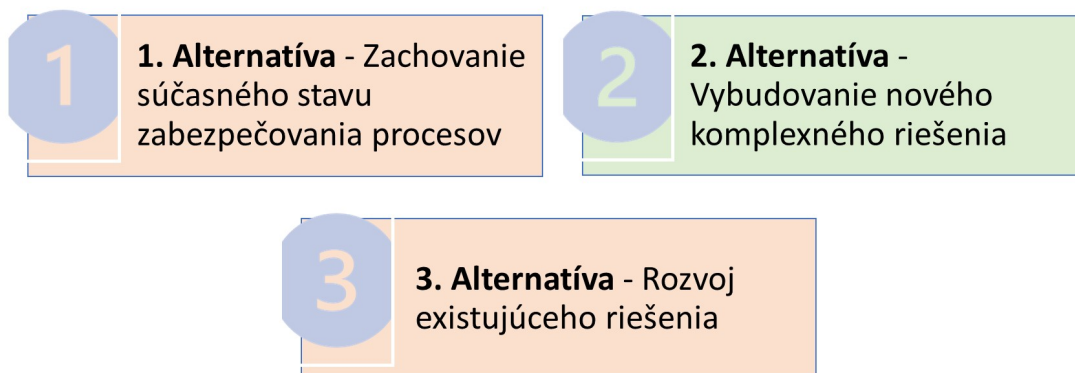 1
1. Alternatíva - Zachovanie
súčasného stavu
zabezpečovania procesov
2
2. Alternatíva -
Vybudovanie nového
komplexného riešenia
3
3. Alternatíva - Rozvoj
existujúceho riešenia